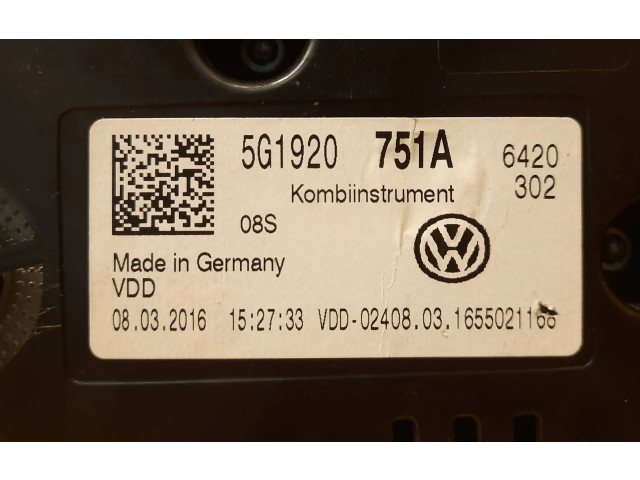 5G1920 751A 6420
Kombiinstrument 302
08S
Made in Germany
VDD
08.03.2016 15:27:33 VDD-02408.03.1655021168